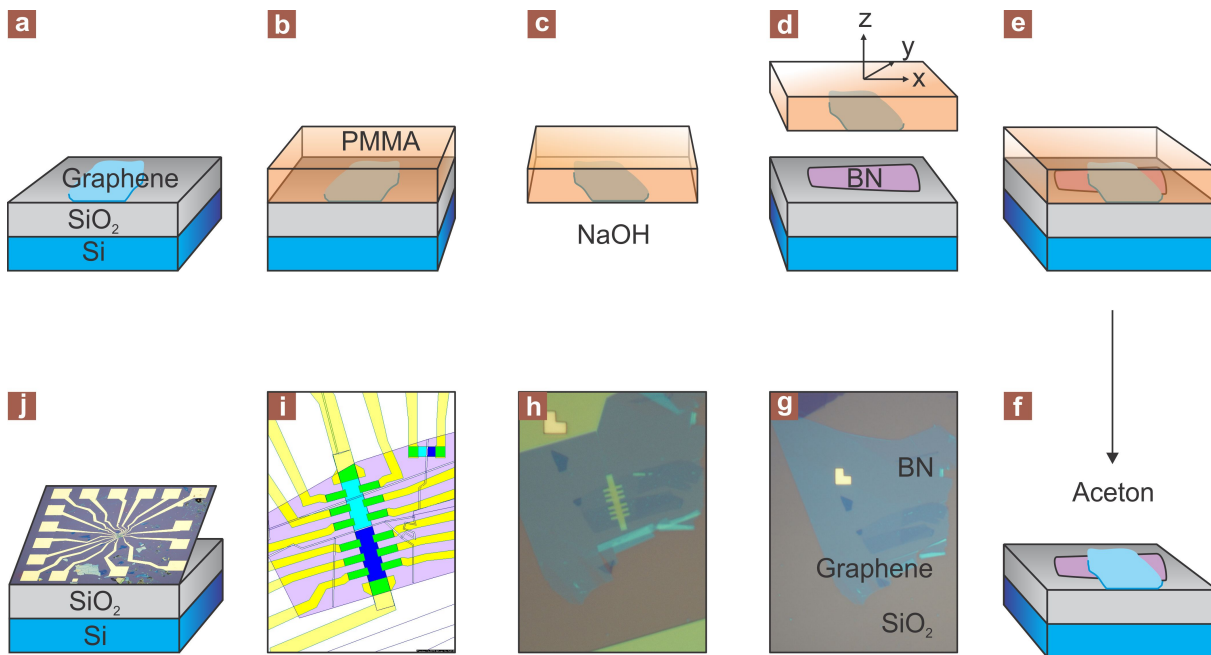 a
b
c
d
e
z
y
x
PMMA
Graphene
SiO₂
Si
NaOH
BN
j
i
h
g
f
BN
Aceton
Graphene
SiO₂
SiO₂
Si